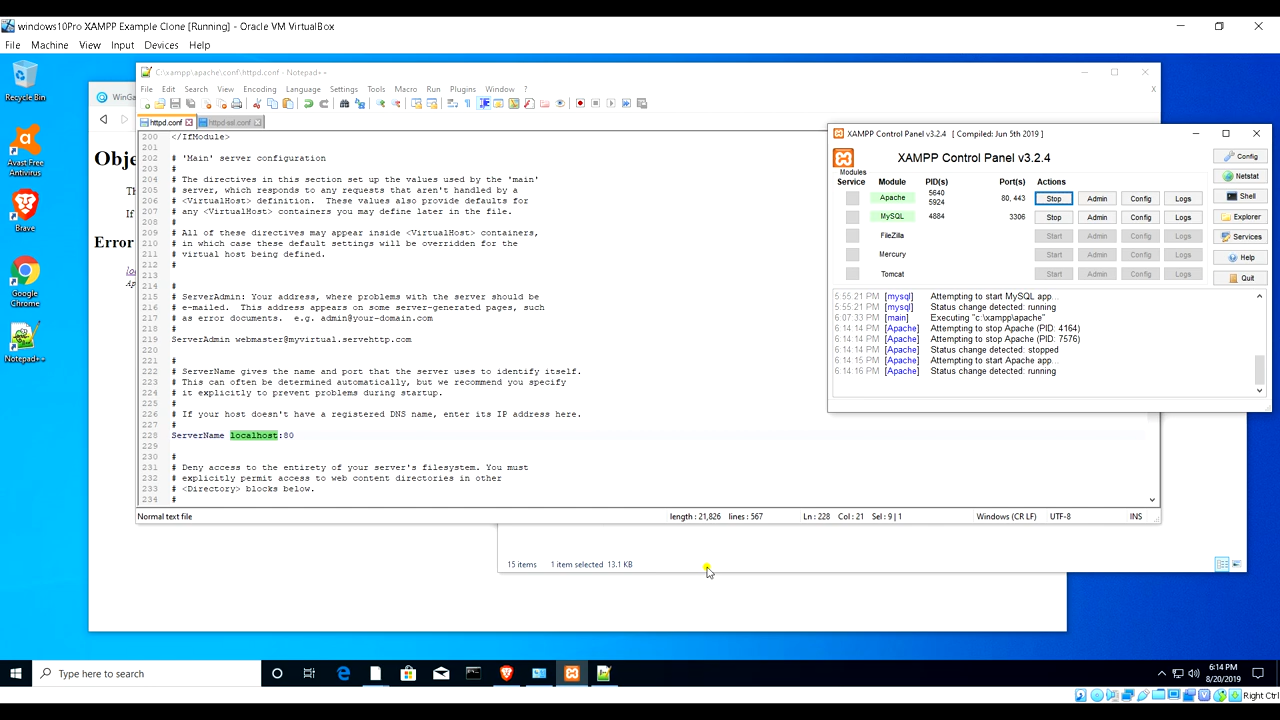 windows10Pro XAMPP Example Clone [Running] - Oracle VM VirtualBox
File Machine View Input Devices Help
Recycle Bin
Avast Free
Antivirus
Brave
Google
Chrome
Notepad++
WinGa
Obje
Th
If
Error
lo
Ap
C:\xampp\apache\conf\httpd.conf - Notepad++
File Edit Search View Encoding Language Settings Tools Macro Run Plugins Window ? X
httpd.conf httpd-ssl.conf
200 </IfModule>
201
202 # 'Main' server configuration
203 #
204 # The directives in this section set up the values used by the 'main'
205 # server, which responds to any requests that aren't handled by a
206 # <VirtualHost> definition. These values also provide defaults for
207 # any <VirtualHost> containers you may define later in the file.
208 #
209 # All of these directives may appear inside <VirtualHost> containers,
210 # in which case these default settings will be overridden for the
211 # virtual host being defined.
212 #
213
214 #
215 # ServerAdmin: Your address, where problems with the server should be
216 # e-mailed. This address appears on some server-generated pages, such
217 # as error documents. e.g. admin@your-domain.com
218 #
219 ServerAdmin webmaster@myvirtual.servehttp.com
220
221 #
222 # ServerName gives the name and port that the server uses to identify itself.
223 # This can often be determined automatically, but we recommend you specify
224 # it explicitly to prevent problems during startup.
225 #
226 # If your host doesn't have a registered DNS name, enter its IP address here.
227 #
228 ServerName localhost:80
229
230 #
231 # Deny access to the entirety of your server's filesystem. You must
232 # explicitly permit access to web content directories in other
233 # <Directory> blocks below.
234 #
Normal text file length : 21,826 lines : 567 Ln : 228 Col : 21 Sel : 9 | 1 Windows (CR LF) UTF-8 INS
XAMPP Control Panel v3.2.4 [ Compiled: Jun 5th 2019 ]
XAMPP Control Panel v3.2.4
Modules
Service Module PID(s) Port(s) Actions
Apache 5640 5924 80, 443 Stop Admin Config Logs
MySQL 4884 3306 Stop Admin Config Logs
FileZilla Start Admin Config Logs
Mercury Start Admin Config Logs
Tomcat Start Admin Config Logs
Config
Netstat
Shell
Explorer
Services
Help
Quit
5:55:21 PM [mysql] Attempting to start MySQL app...
5:55:21 PM [mysql] Status change detected: running
6:07:33 PM [main] Executing "c:\xampp\apache"
6:14:14 PM [Apache] Attempting to stop Apache (PID: 4164)
6:14:14 PM [Apache] Attempting to stop Apache (PID: 7576)
6:14:14 PM [Apache] Status change detected: stopped
6:14:15 PM [Apache] Attempting to start Apache app...
6:14:16 PM [Apache] Status change detected: running
15 items 1 item selected 13.1 KB
Type here to search
6:14 PM
8/20/2019
Right Ctrl